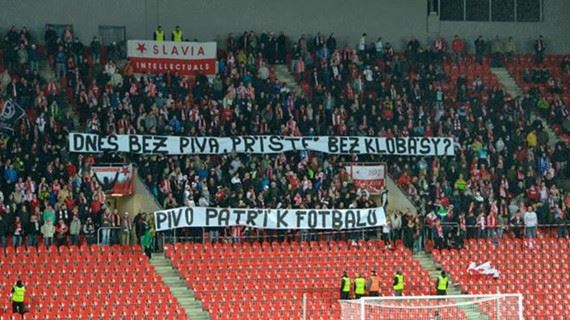 SLAVIA
INTELLECTUALS
DNES BEZ PIVA, PŘÍŠTĚ BEZ KLOBÁSY?
PIVO PATŘÍ K FOTBALU